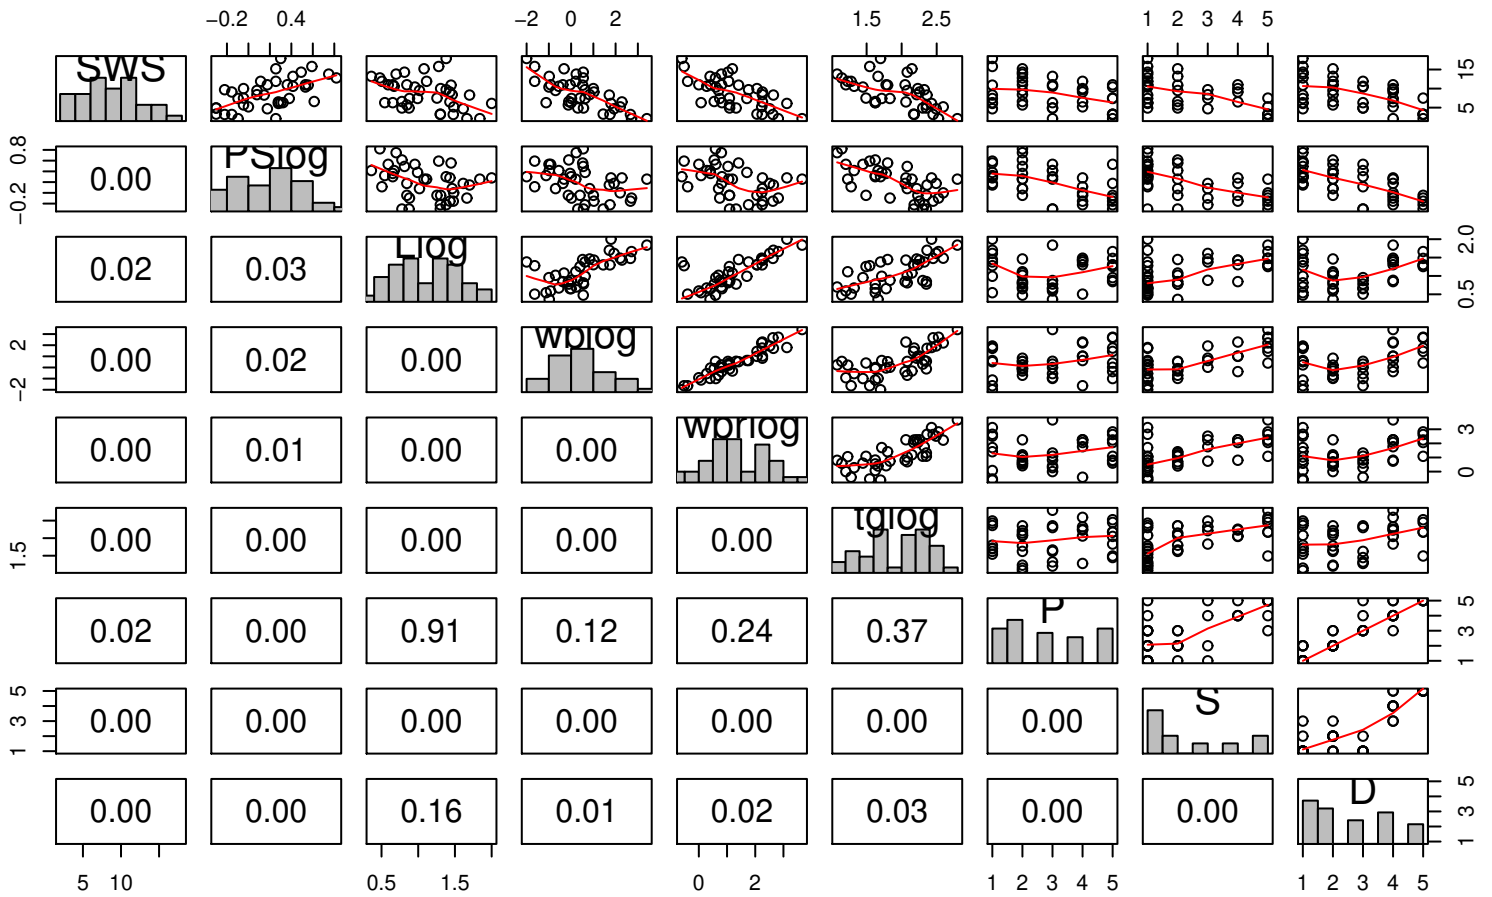 −0.2 0.4 −2 0 2 1.5 2.5 1 2 3 4 5
SWS 5 15
−0.2 0.8 0.00 PSlog
0.02 0.03 Llog 0.5 2.0
−2 2 0.00 0.02 0.00 wblog
0.00 0.01 0.00 0.00 wbrlog 0 3
1.5 0.00 0.00 0.00 0.00 0.00 tglog
0.02 0.00 0.91 0.12 0.24 0.37 P 1 3 5
1 3 5 0.00 0.00 0.00 0.00 0.00 0.00 0.00 S
0.00 0.00 0.16 0.01 0.02 0.03 0.00 0.00 D 1 3 5
5 10 0.5 1.5 0 2 1 2 3 4 5 1 2 3 4 5